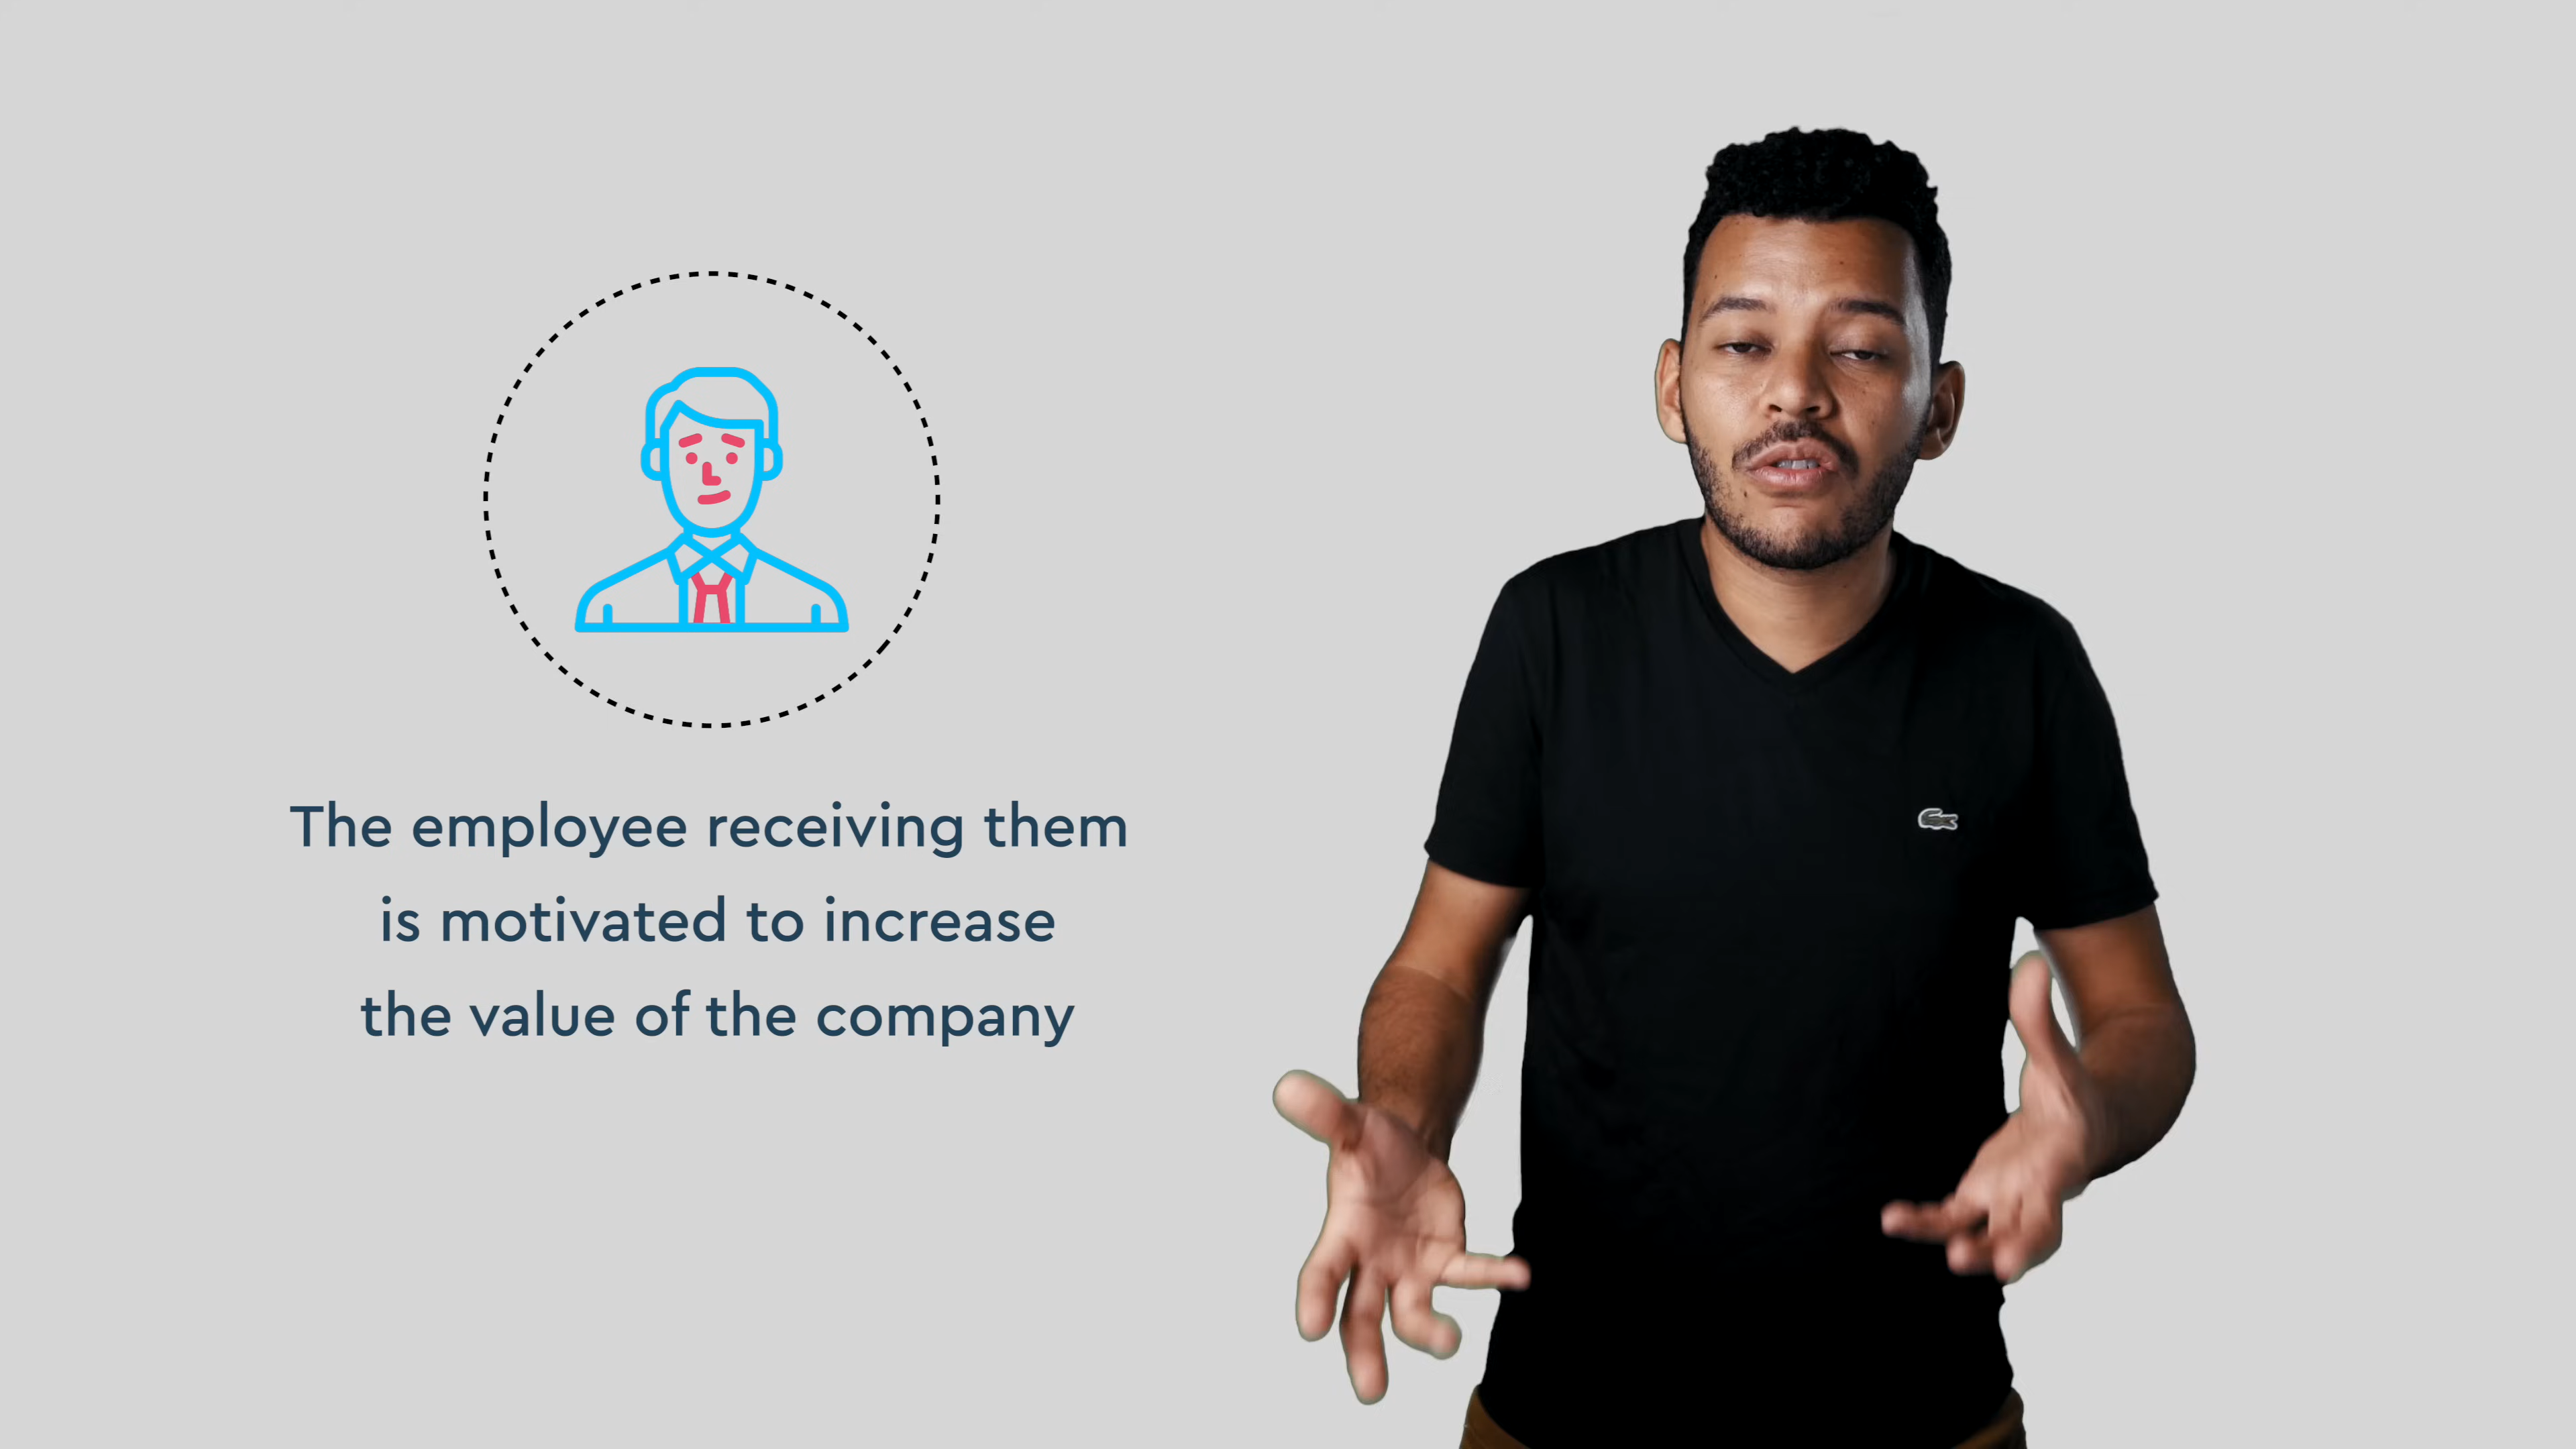 The employee receiving them
is motivated to increase
the value of the company